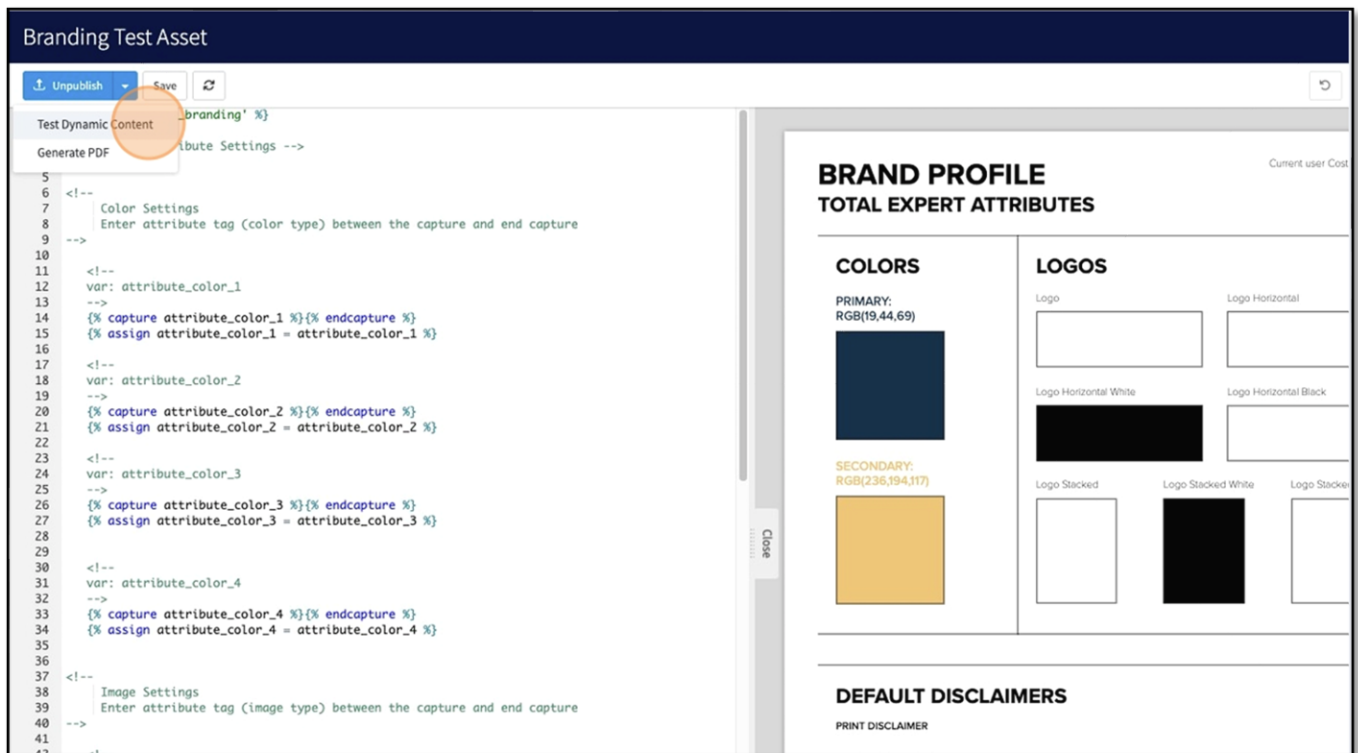 Branding Test Asset
Unpublish
Save
Test Dynamic Content
Generate PDF
_branding' %}
ibute Settings -->
5
6 <!--
7 Color Settings
8 Enter attribute tag (color type) between the capture and end capture
9 -->
10
11 <!--
12 var: attribute_color_1
13 -->
14 {% capture attribute_color_1 %}{% endcapture %}
15 {% assign attribute_color_1 = attribute_color_1 %}
16
17 <!--
18 var: attribute_color_2
19 -->
20 {% capture attribute_color_2 %}{% endcapture %}
21 {% assign attribute_color_2 = attribute_color_2 %}
22
23 <!--
24 var: attribute_color_3
25 -->
26 {% capture attribute_color_3 %}{% endcapture %}
27 {% assign attribute_color_3 = attribute_color_3 %}
28
29
30 <!--
31 var: attribute_color_4
32 -->
33 {% capture attribute_color_4 %}{% endcapture %}
34 {% assign attribute_color_4 = attribute_color_4 %}
35
36
37 <!--
38 Image Settings
39 Enter attribute tag (image type) between the capture and end capture
40 -->
41
Close
Current user Cost
BRAND PROFILE
TOTAL EXPERT ATTRIBUTES
COLORS
PRIMARY:
RGB(19,44,69)
SECONDARY:
RGB(236,194,117)
LOGOS
Logo
Logo Horizontal
Logo Horizontal White
Logo Horizontal Black
Logo Stacked
Logo Stacked White
Logo Stacke
DEFAULT DISCLAIMERS
PRINT DISCLAIMER